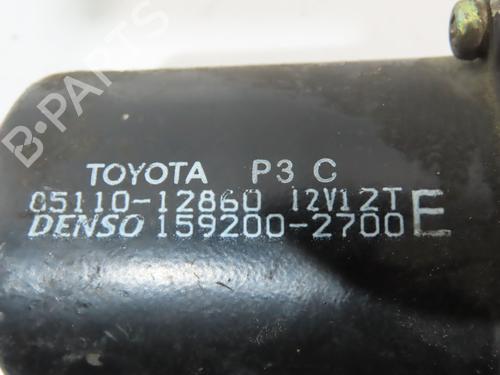 B-PARTS
TOYOTA P3 C
85110-12860 12V12T
DENSO 159200-2700 E